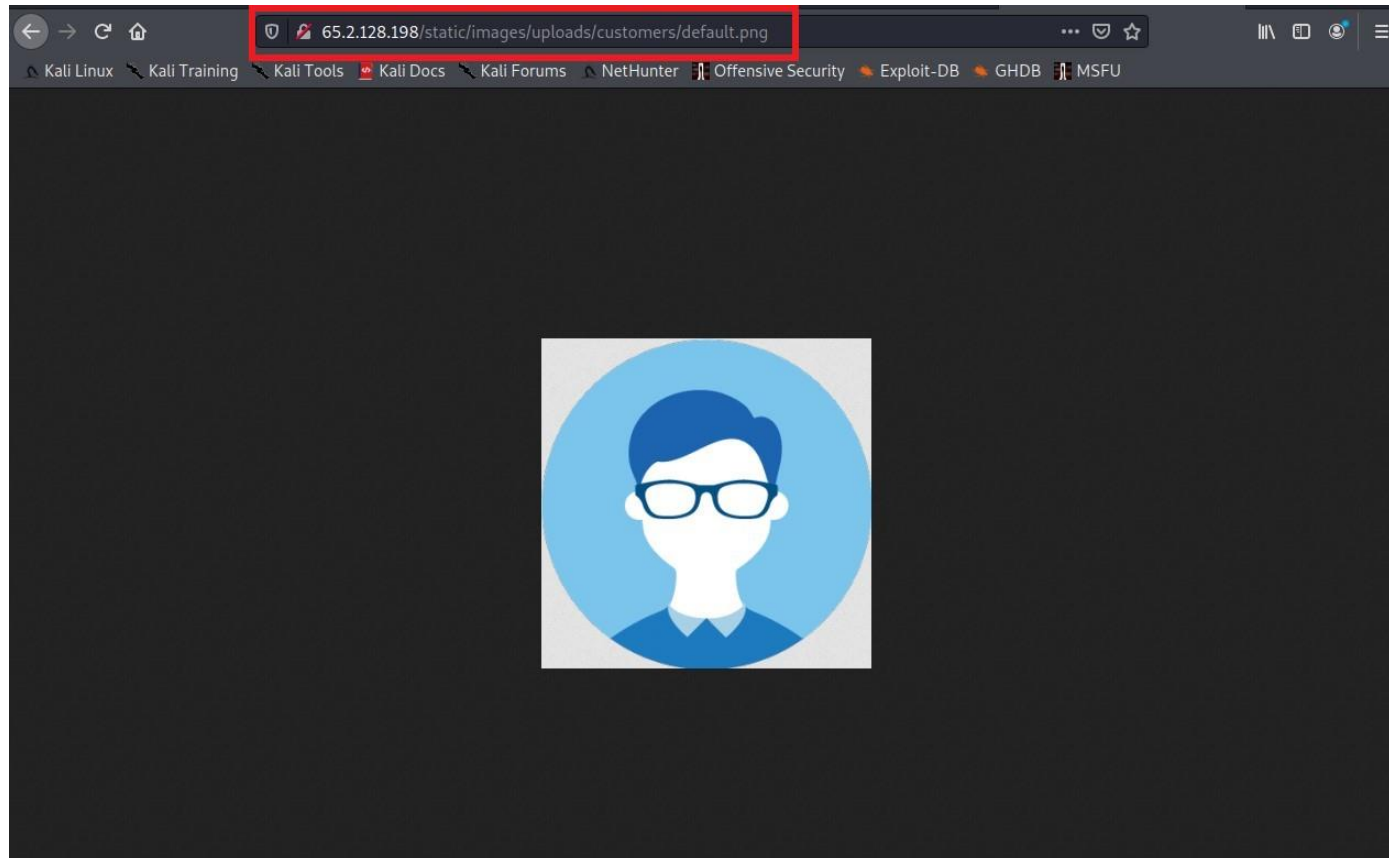 65.2.128.198/static/images/uploads/customers/default.png
Kali Linux Kali Training Kali Tools Kali Docs Kali Forums NetHunter Offensive Security Exploit-DB GHDB MSFU